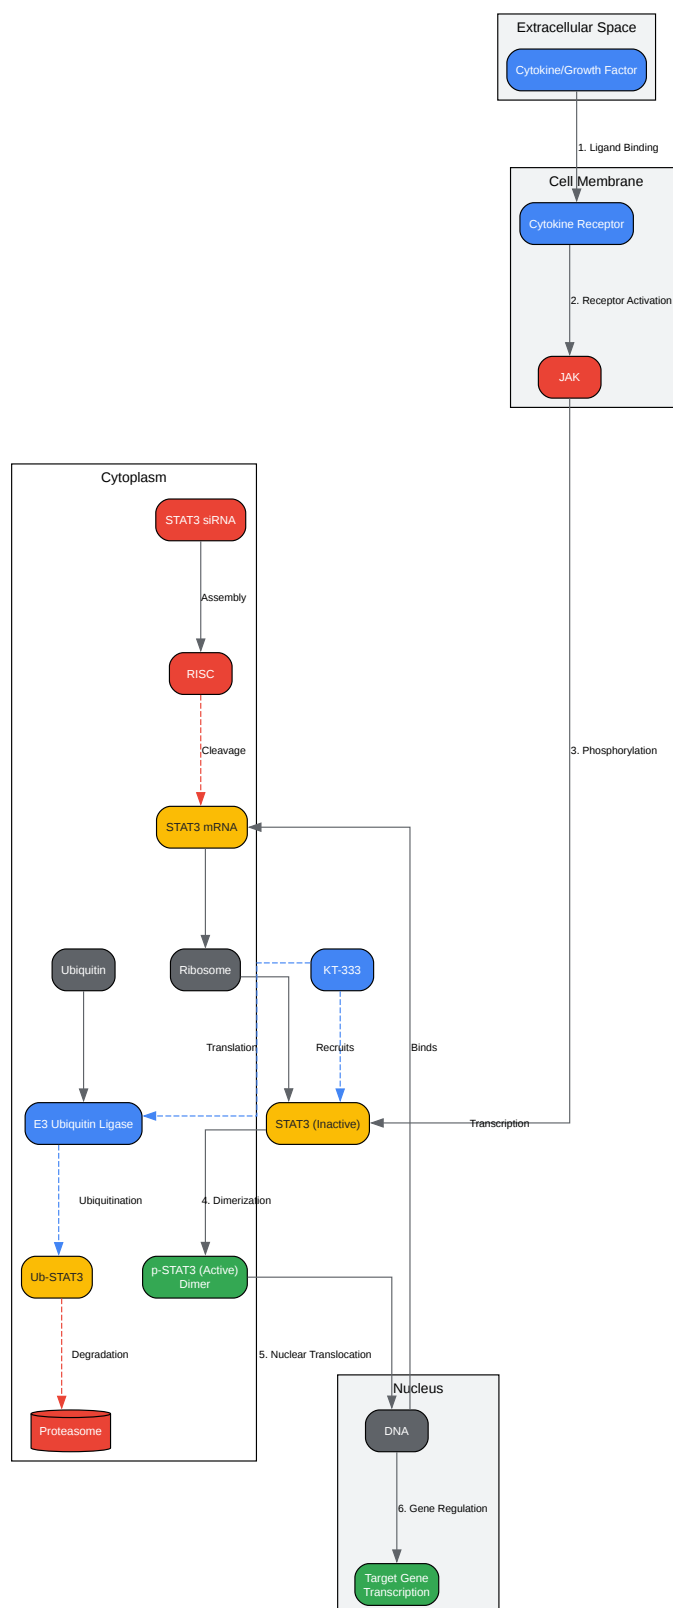 Extracellular Space
Cytokine/Growth Factor
1. Ligand Binding
Cell Membrane
Cytokine Receptor
2. Receptor Activation
JAK
Cytoplasm
STAT3 siRNA
Assembly
RISC
Cleavage
3. Phosphorylation
STAT3 mRNA
Ubiquitin
Ribosome
KT-333
Translation
Recruits
Binds
E3 Ubiquitin Ligase
STAT3 (Inactive)
Transcription
Ubiquitination
4. Dimerization
Ub-STAT3
p-STAT3 (Active)
Dimer
Degradation
5. Nuclear Translocation
Nucleus
Proteasome
DNA
6. Gene Regulation
Target Gene
Transcription